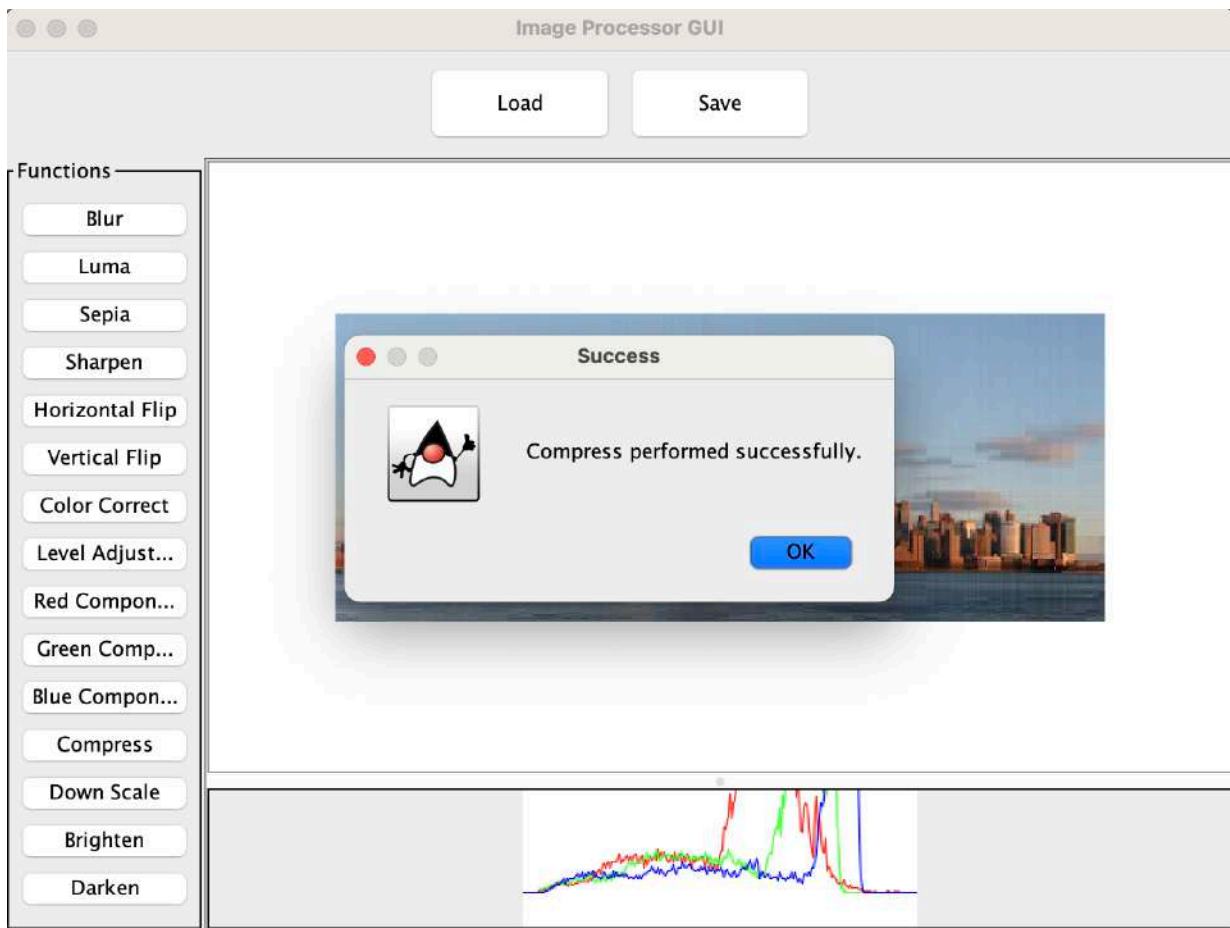 Image Processor GUI
Load
Save
Functions
Blur
Luma
Sepia
Sharpen
Horizontal Flip
Vertical Flip
Color Correct
Level Adjust...
Red Compon...
Green Comp...
Blue Compon...
Compress
Down Scale
Brighten
Darken
Success
Compress performed successfully.
OK